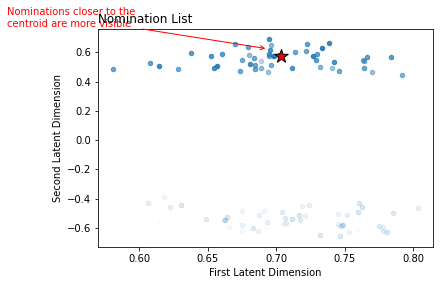 Nominations closer to the
centroid are more visible
Nomination List
0.6
0.4
0.2
0.0
−0.2
−0.4
−0.6
Second Latent Dimension
0.60
0.65
0.70
0.75
0.80
First Latent Dimension